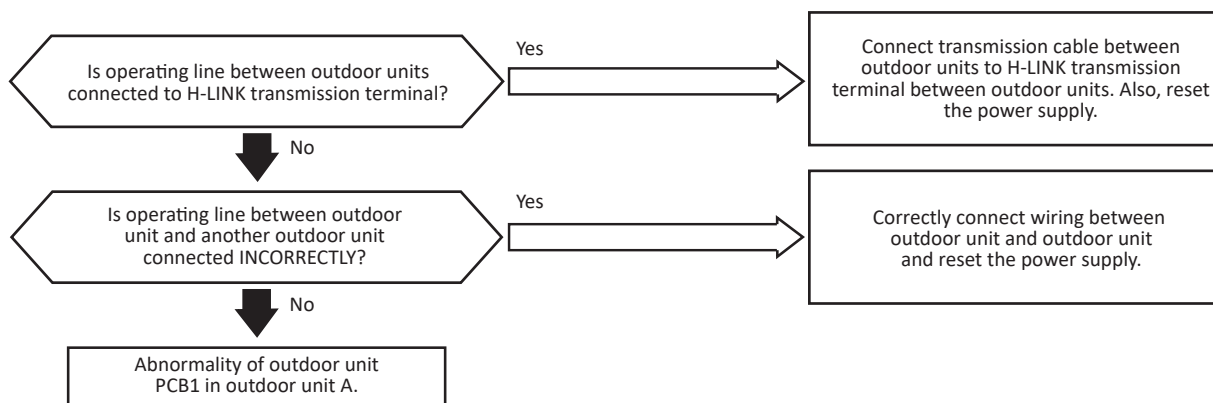 Is operating line between outdoor units
connected to H-LINK transmission terminal?
Yes
Connect transmission cable between
outdoor units to H-LINK transmission
terminal between outdoor units. Also, reset
the power supply.
No
Is operating line between outdoor
unit and another outdoor unit
connected INCORRECTLY?
Yes
Correctly connect wiring between
outdoor unit and outdoor unit
and reset the power supply.
No
Abnormality of outdoor unit
PCB1 in outdoor unit A.